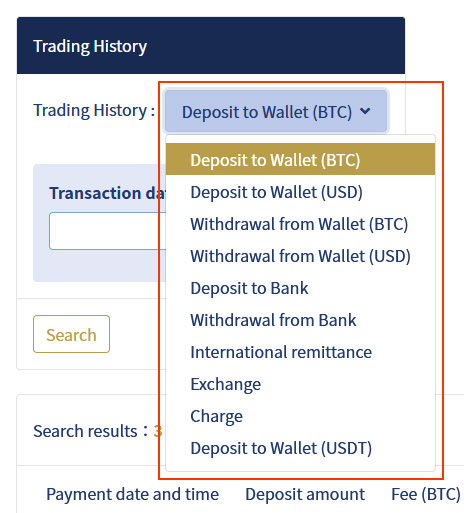 Trading History
Trading History : Deposit to Wallet (BTC)
Deposit to Wallet (BTC)
Transaction da
Deposit to Wallet (USD)
Withdrawal from Wallet (BTC)
Withdrawal from Wallet (USD)
Deposit to Bank
Withdrawal from Bank
Search
International remittance
Exchange
Charge
Search results：3
Deposit to Wallet (USDT)
Payment date and time Deposit amount Fee (BTC)